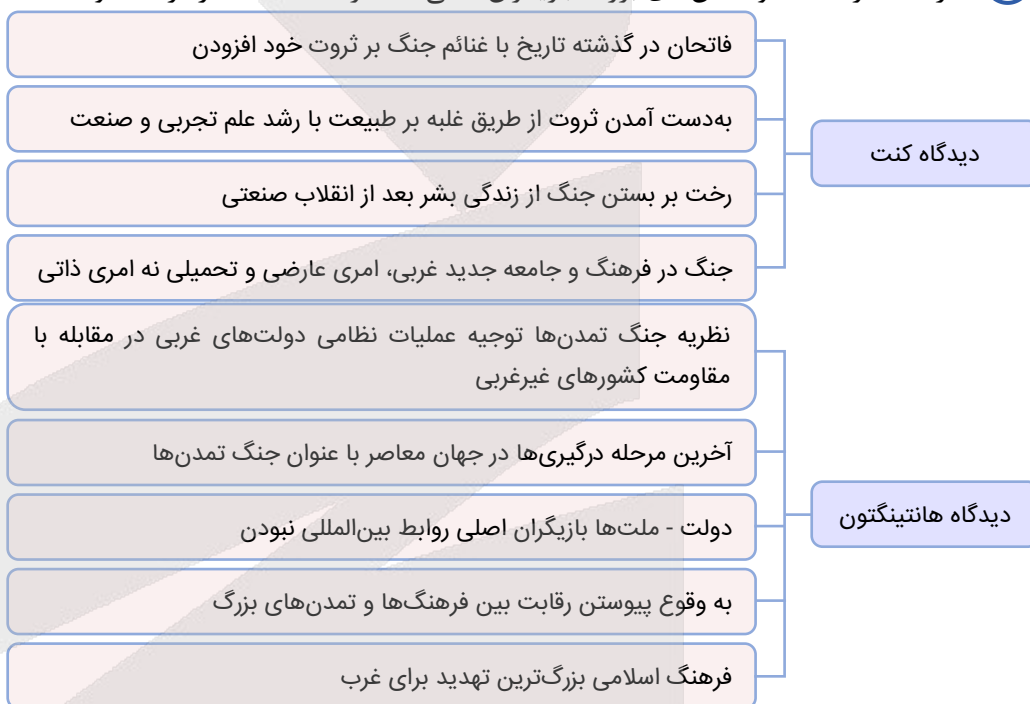 فاتحان در گذشته تاریخ با غنائم جنگ بر ثروت خود افزودن
به‌دست آمدن ثروت از طریق غلبه بر طبیعت با رشد علم تجربی و صنعت
دیدگاه کنت
رخت بر بستن جنگ از زندگی بشر بعد از انقلاب صنعتی
جنگ در فرهنگ و جامعه جدید غربی، امری عارضی و تحمیلی نه امری ذاتی
نظریه جنگ تمدن‌ها توجیه عملیات نظامی دولت‌های غربی در مقابله با
مقاومت کشورهای غیرغربی
آخرین مرحله درگیری‌ها در جهان معاصر با عنوان جنگ تمدن‌ها
دیدگاه هانتینگتون
دولت - ملت‌ها بازیگران اصلی روابط بین‌المللی نبودن
به وقوع پیوستن رقابت بین فرهنگ‌ها و تمدن‌های بزرگ
فرهنگ اسلامی بزرگ‌ترین تهدید برای غرب